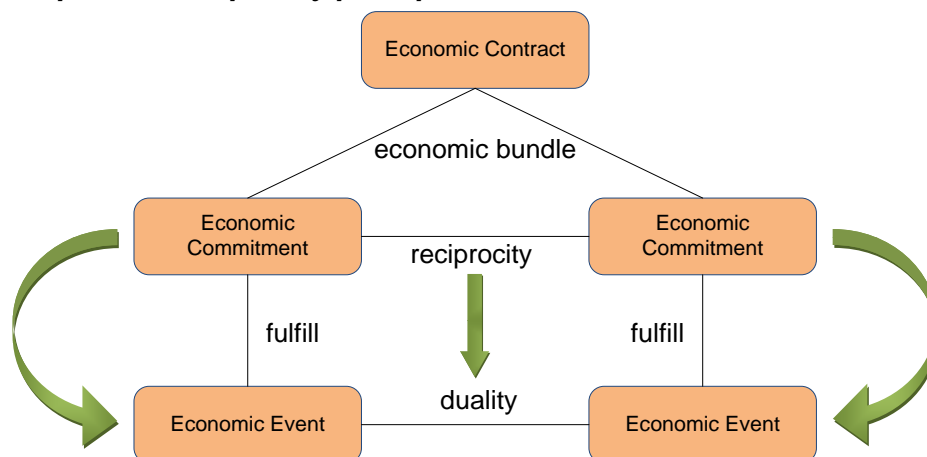 Economic Contract
economic bundle
Economic
Commitment
Economic
Commitment
reciprocity
fulfill
fulfill
duality
Economic Event
Economic Event